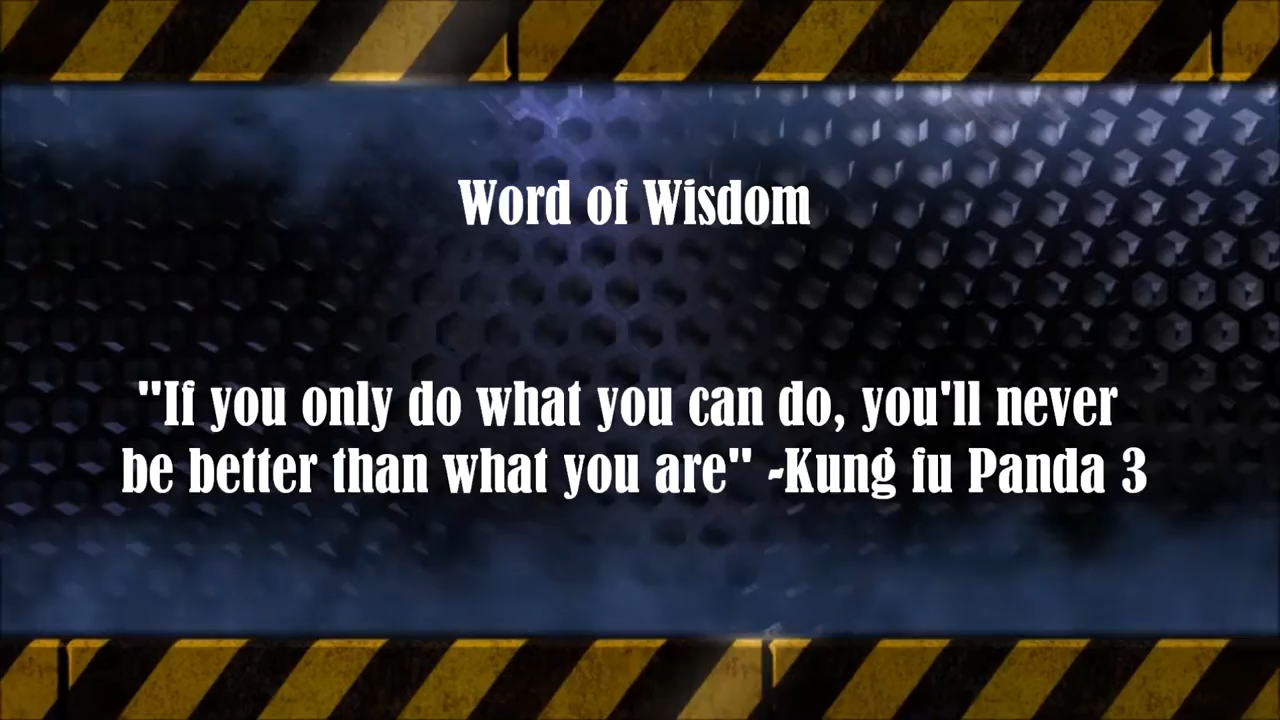 Word of Wisdom
"If you only do what you can do, you'll never
be better than what you are" -Kung fu Panda 3